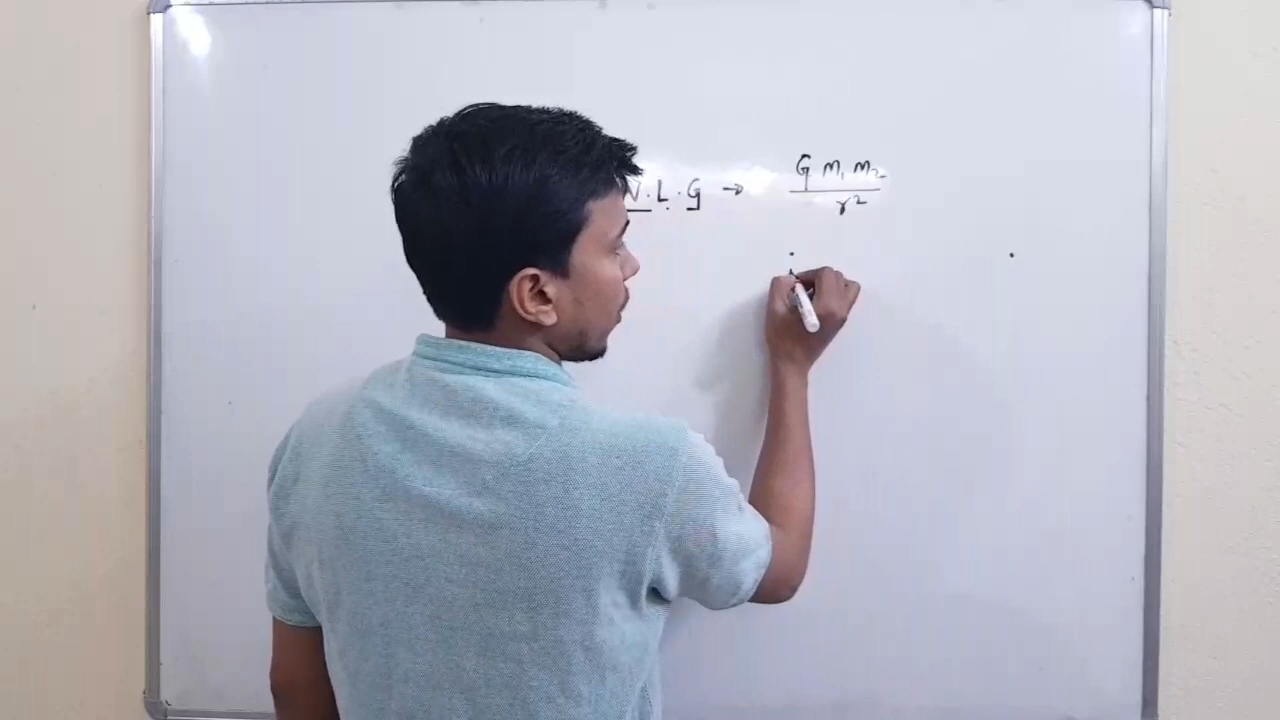 N.L.G → G m₁ m₂ / r²